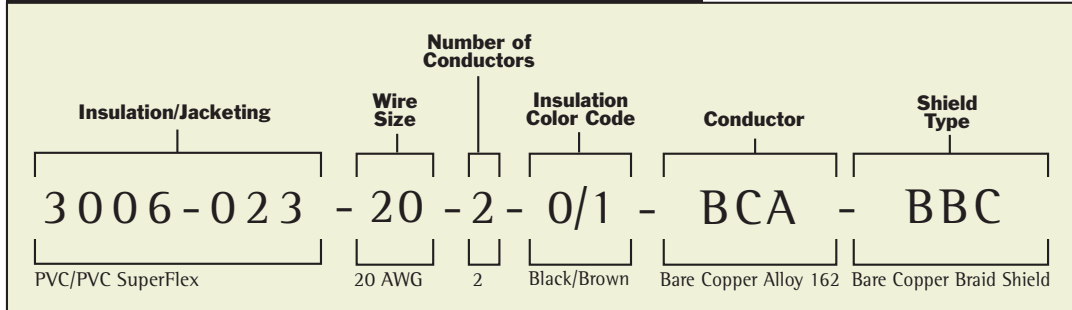 Number of
Conductors
Insulation/Jacketing
Wire
Size
Insulation
Color Code
Conductor
Shield
Type
3006-023 - 20 - 2 - 0/1 - BCA - BBC
PVC/PVC SuperFlex 20 AWG 2 Black/Brown Bare Copper Alloy 162 Bare Copper Braid Shield